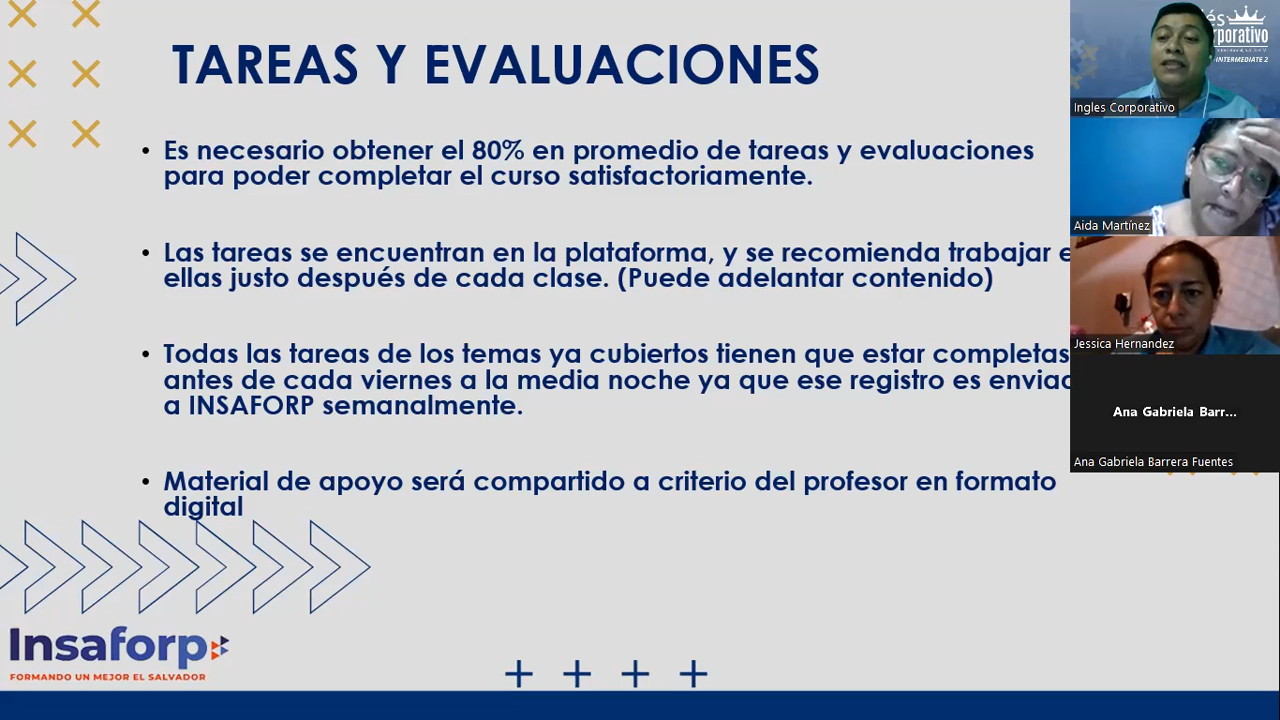 TAREAS Y EVALUACIONES
• Es necesario obtener el 80% en promedio de tareas y evaluaciones
para poder completar el curso satisfactoriamente.
• Las tareas se encuentran en la plataforma, y se recomienda trabajar
ellas justo después de cada clase. (Puede adelantar contenido)
• Todas las tareas de los temas ya cubiertos tienen que estar completas
antes de cada viernes a la media noche ya que ese registro es
a INSAFORP semanalmente.
• Material de apoyo será compartido a criterio del profesor en formato
digital
Insaforp
FORMANDO UN MEJOR EL SALVADOR
INTERMEDIATE 2
Ingles Corporativo
Aida Martínez
Jessica Hernandez
Ana Gabriela Barr...
Ana Gabriela Barrera Fuentes